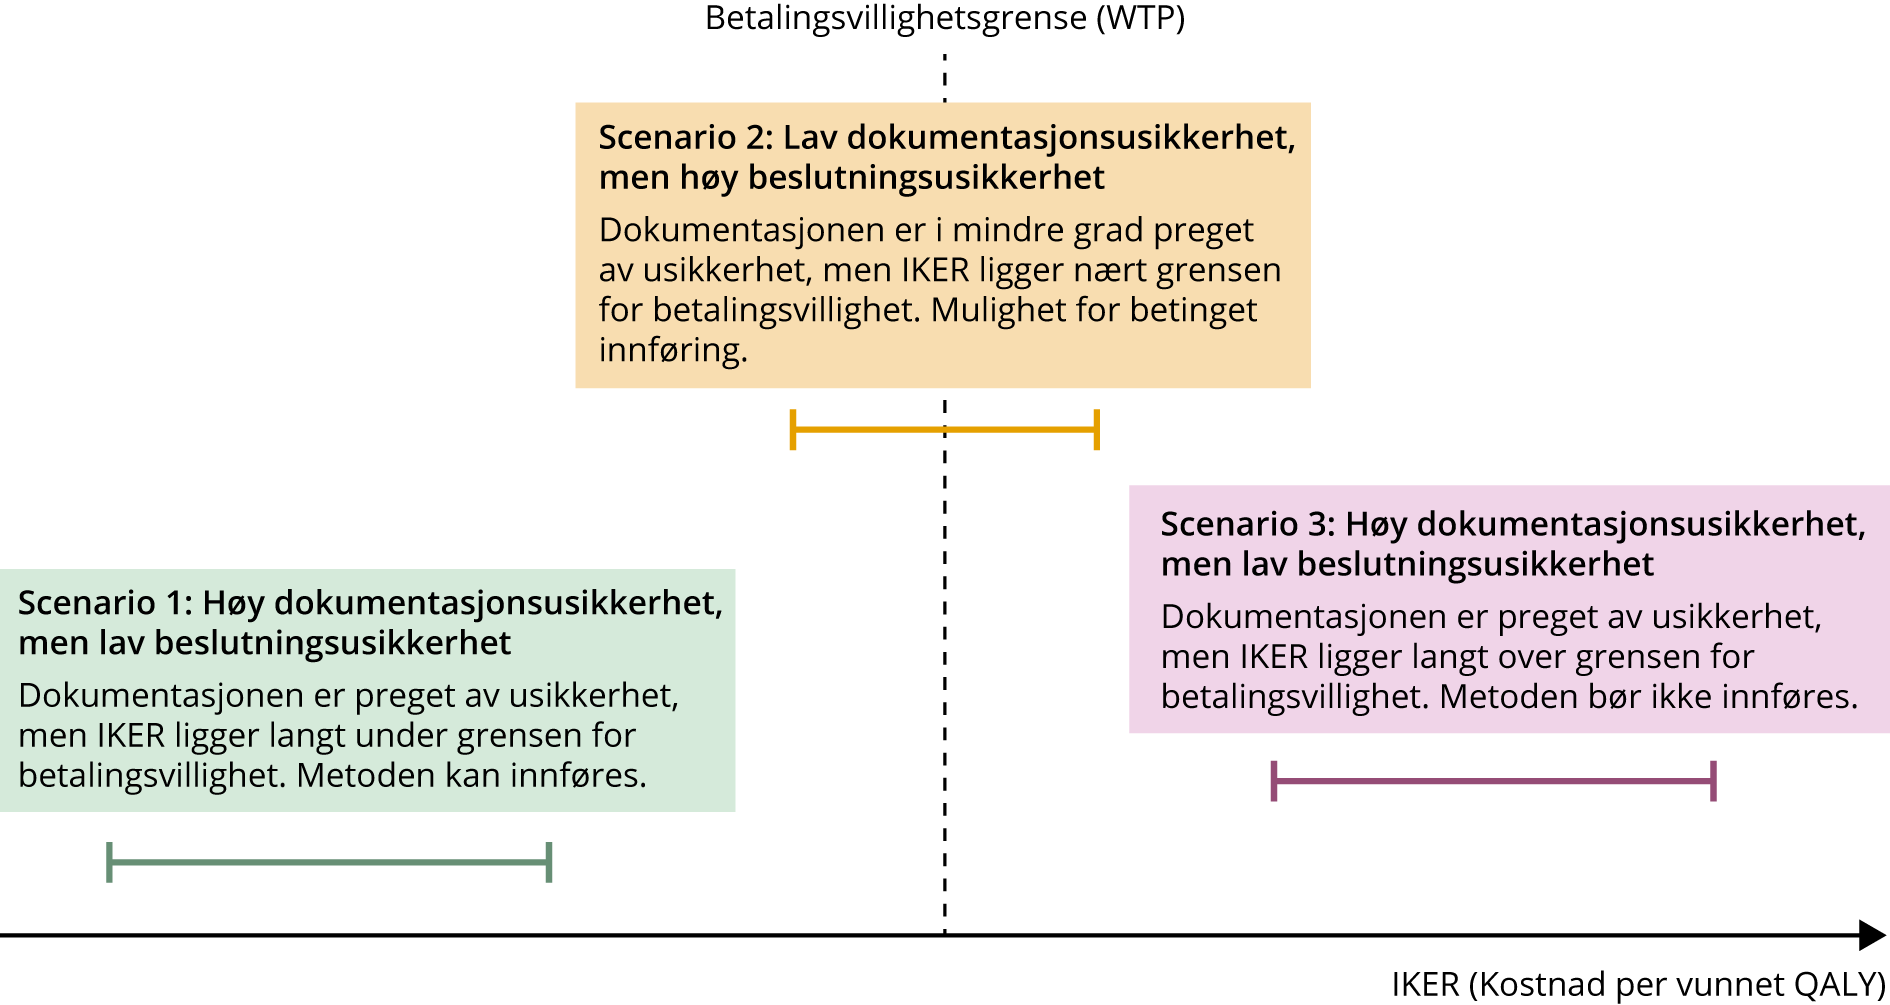 Betalingsvillighetsgrense (WTP)
Scenario 2: Lav dokumentasjonsusikkerhet,
men høy beslutningsusikkerhet
Dokumentasjonen er i mindre grad preget
av usikkerhet, men IKER ligger nært grensen
for betalingsvillighet. Mulighet for betinget
innføring.
Scenario 3: Høy dokumentasjonsusikkerhet,
men lav beslutningsusikkerhet
Dokumentasjonen er preget av usikkerhet,
men IKER ligger langt over grensen for
betalingsvillighet. Metoden bør ikke innføres.
Scenario 1: Høy dokumentasjonsusikkerhet,
men lav beslutningsusikkerhet
Dokumentasjonen er preget av usikkerhet,
men IKER ligger langt under grensen for
betalingsvillighet. Metoden kan innføres.
IKER (Kostnad per vunnet QALY)